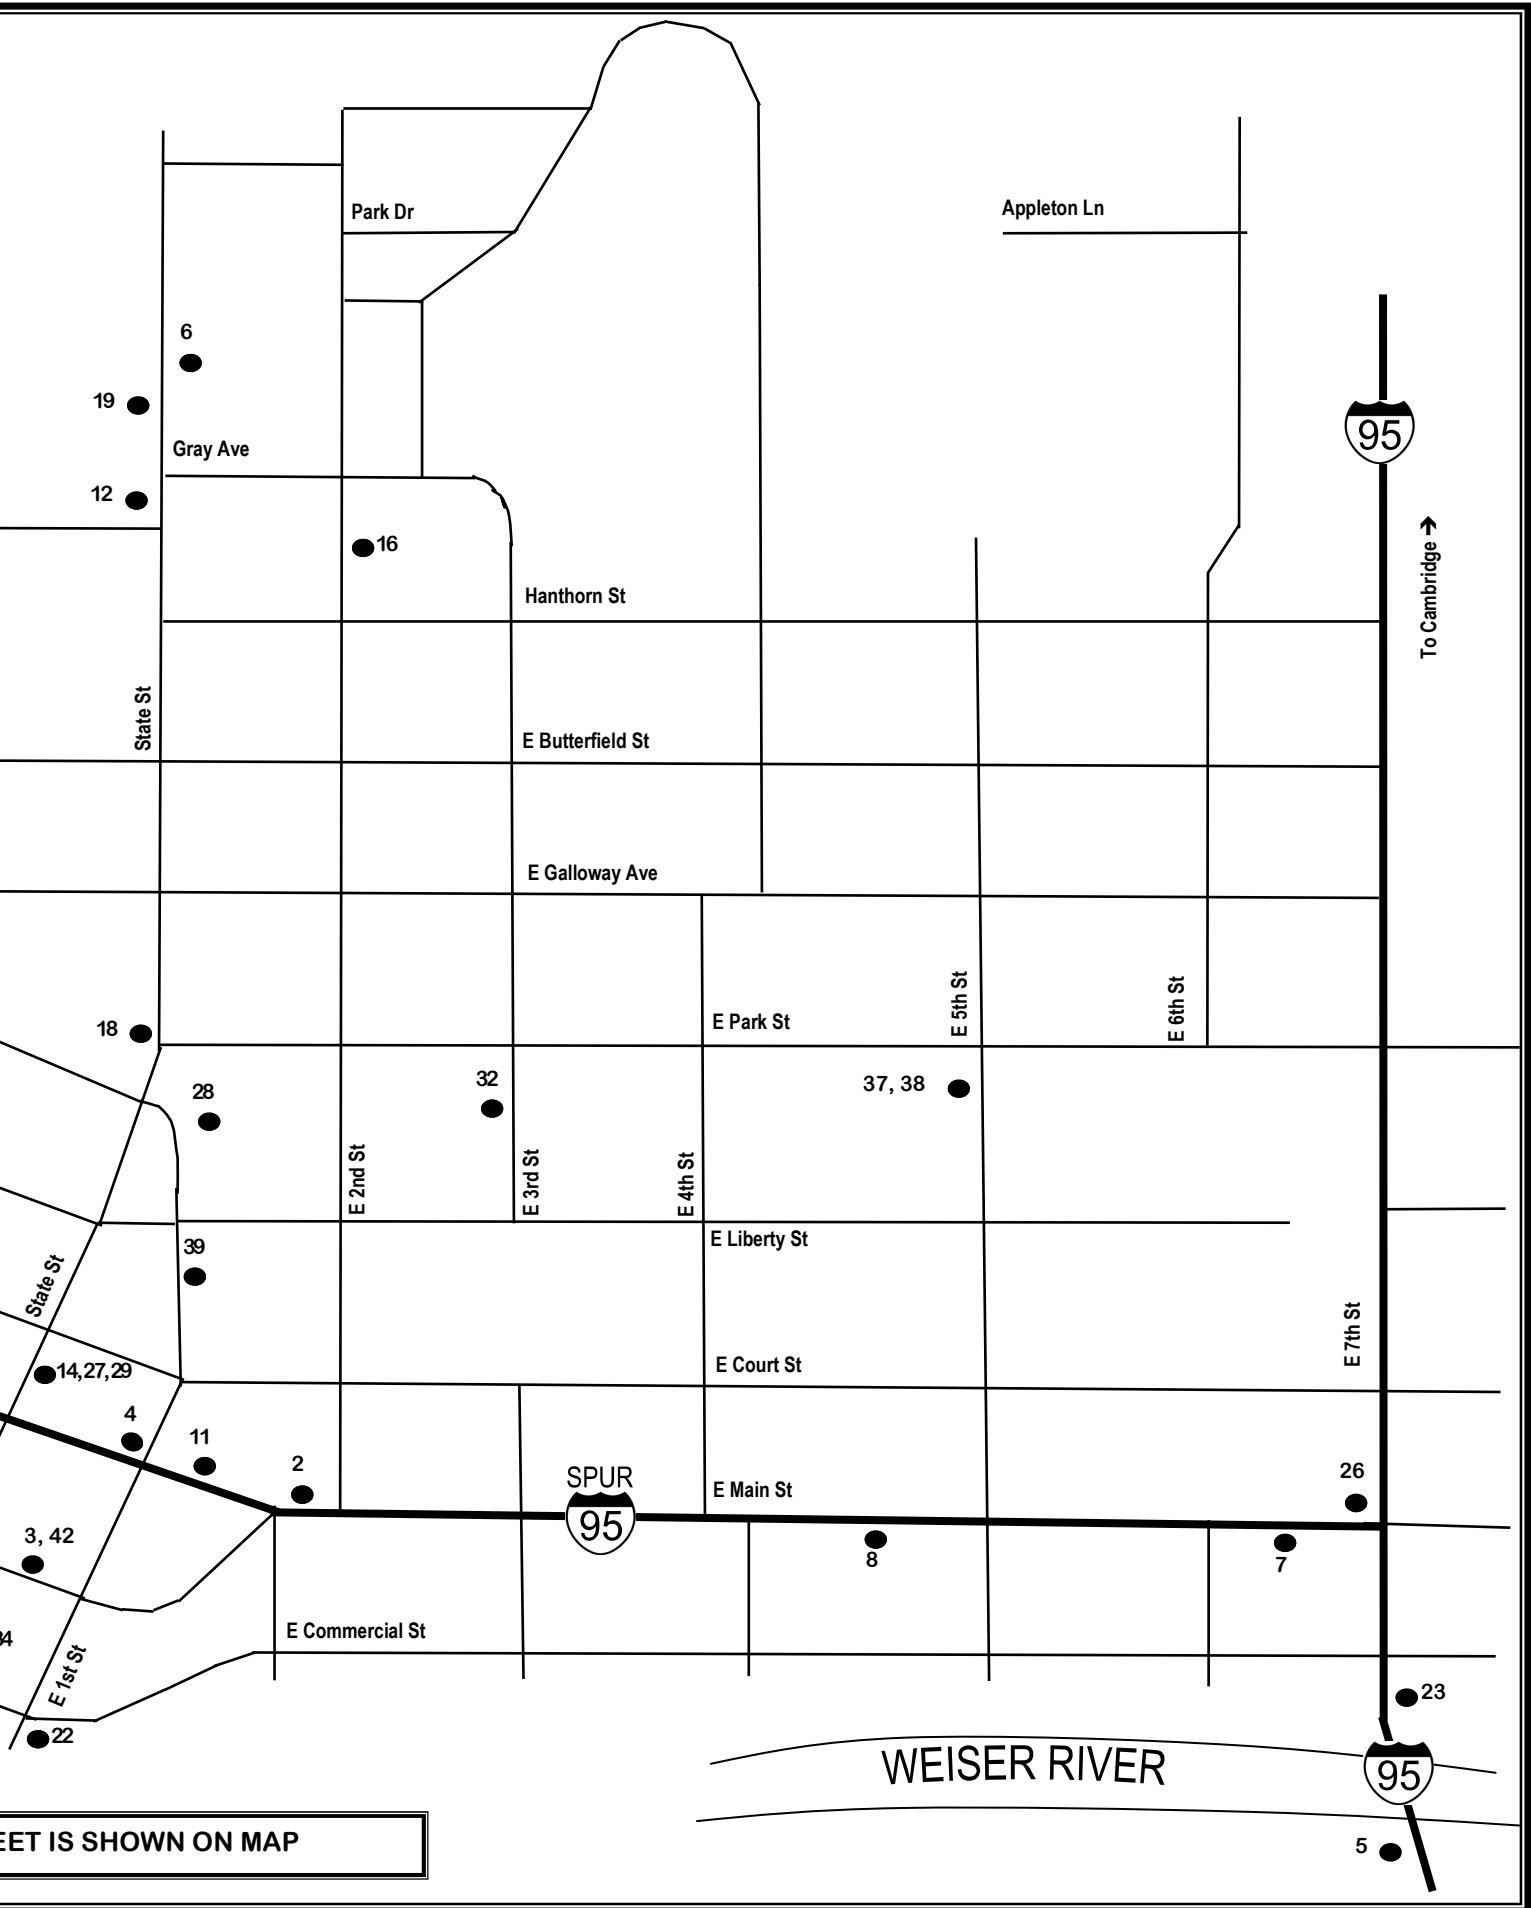 Park Dr
Appleton Ln
6
19
95
Gray Ave
12
16
To Cambridge →
Hanthorn St
State St
E Butterfield St
E Galloway Ave
E 5th St
E 6th St
E Park St
18
28
32
37, 38
E 2nd St
E 3rd St
E 4th St
E Liberty St
39
State St
E 7th St
14,27,29
E Court St
4
11
2
SPUR
95
E Main St
26
3, 42
8
7
E Commercial St
E 1st St
23
22
WEISER RIVER
95
EET IS SHOWN ON MAP
5